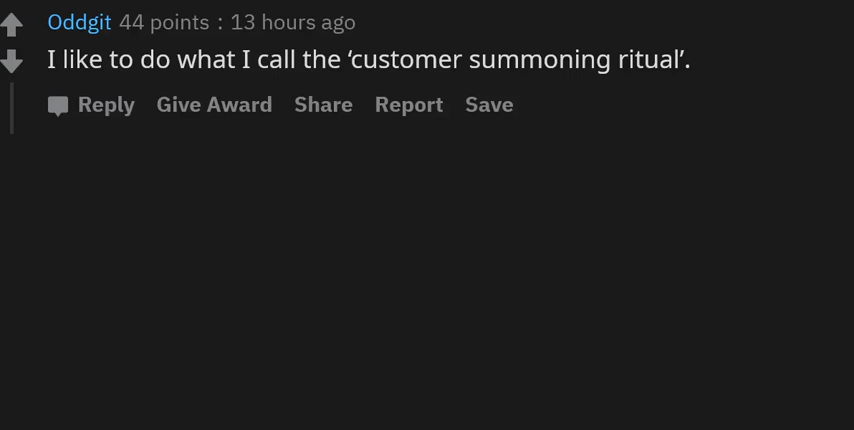 Oddgit 44 points : 13 hours ago
I like to do what I call the ‘customer summoning ritual’.
Reply Give Award Share Report Save